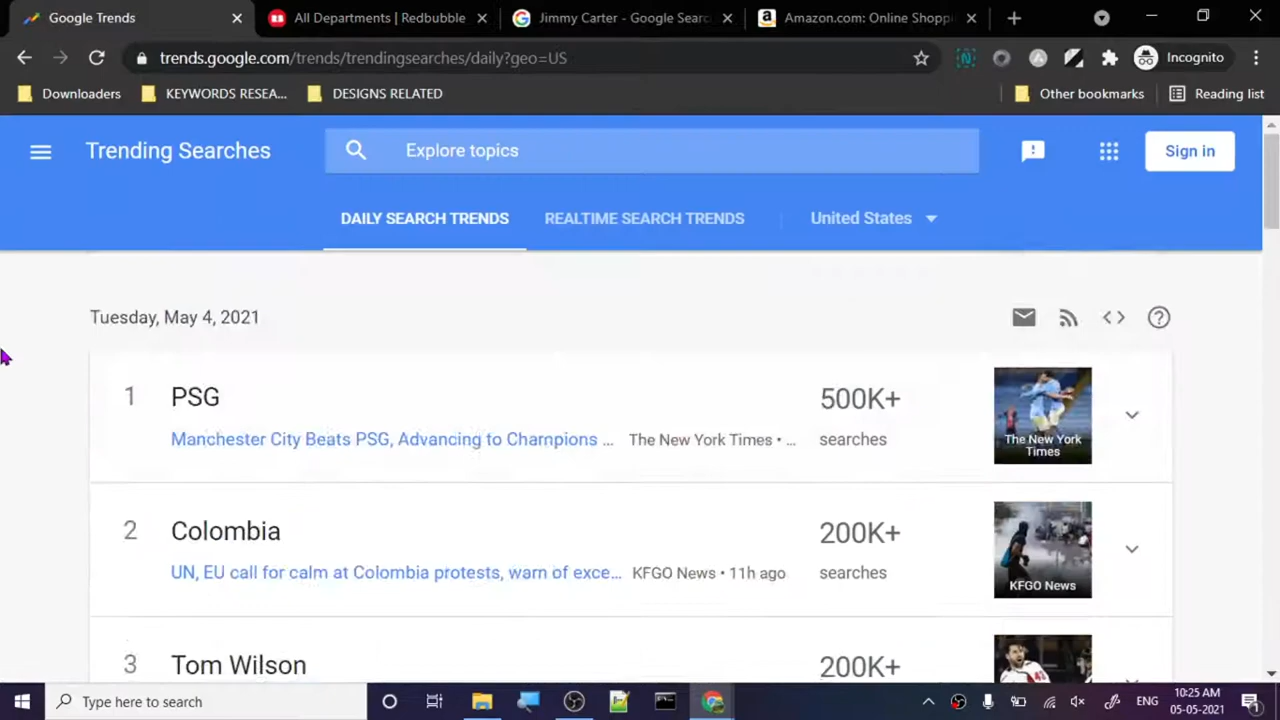 Google Trends
All Departments | Redbubble
Jimmy Carter - Google Searc
Amazon.com: Online Shoppi
trends.google.com/trends/trendingsearches/daily?geo=US
Incognito
Downloaders
KEYWORDS RESEA...
DESIGNS RELATED
Other bookmarks
Reading list
Trending Searches
Explore topics
Sign in
DAILY SEARCH TRENDS
REALTIME SEARCH TRENDS
United States
Tuesday, May 4, 2021
1
PSG
500K+
Manchester City Beats PSG, Advancing to Champions ...
The New York Times • ...
searches
The New York
Times
2
Colombia
200K+
UN, EU call for calm at Colombia protests, warn of exce...
KFGO News • 11h ago
searches
KFGO News
3
Tom Wilson
200K+
Type here to search
ENG
10:25 AM
05-05-2021
1